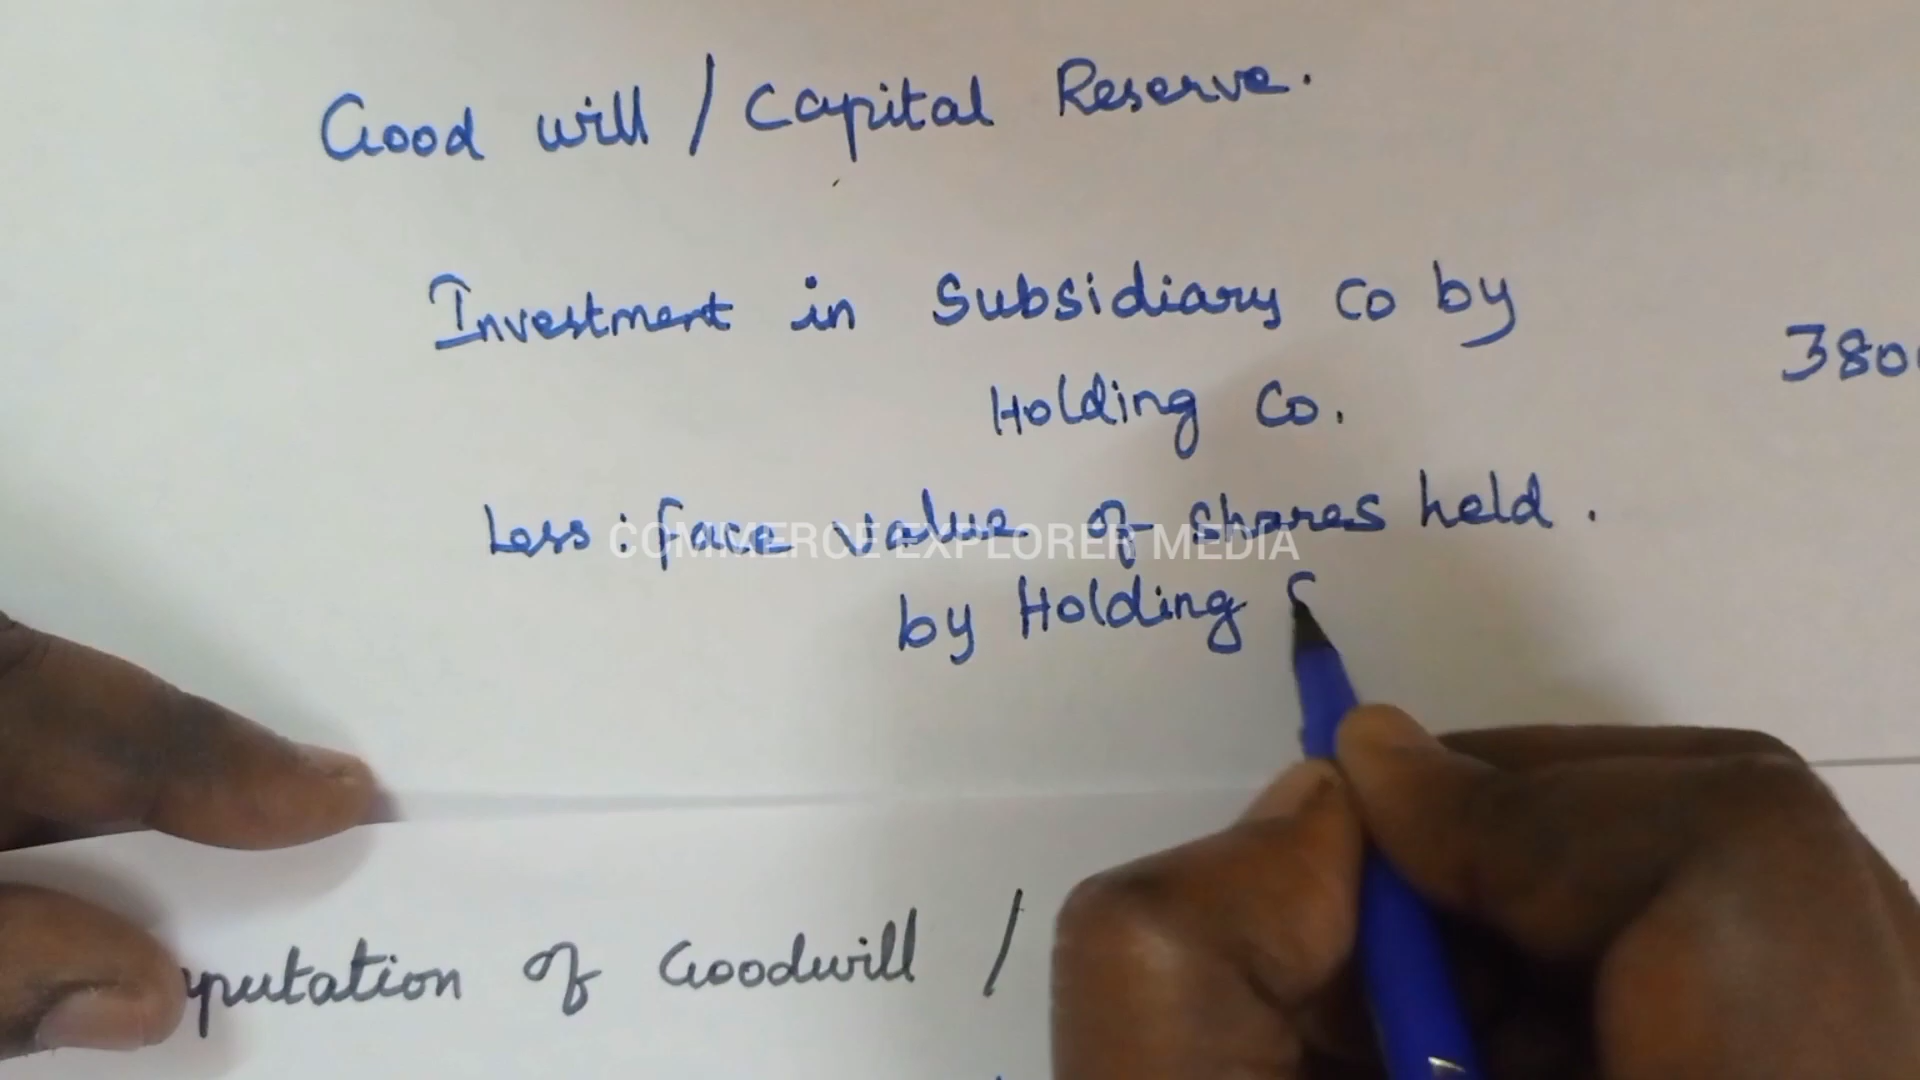 Good will / Capital Reserve.
Investment in Subsidiary Co by
Holding Co.
380
Less: face value of shares held.
by Holding C
COMMERCE EXPLORER MEDIA
putation of Goodwill /